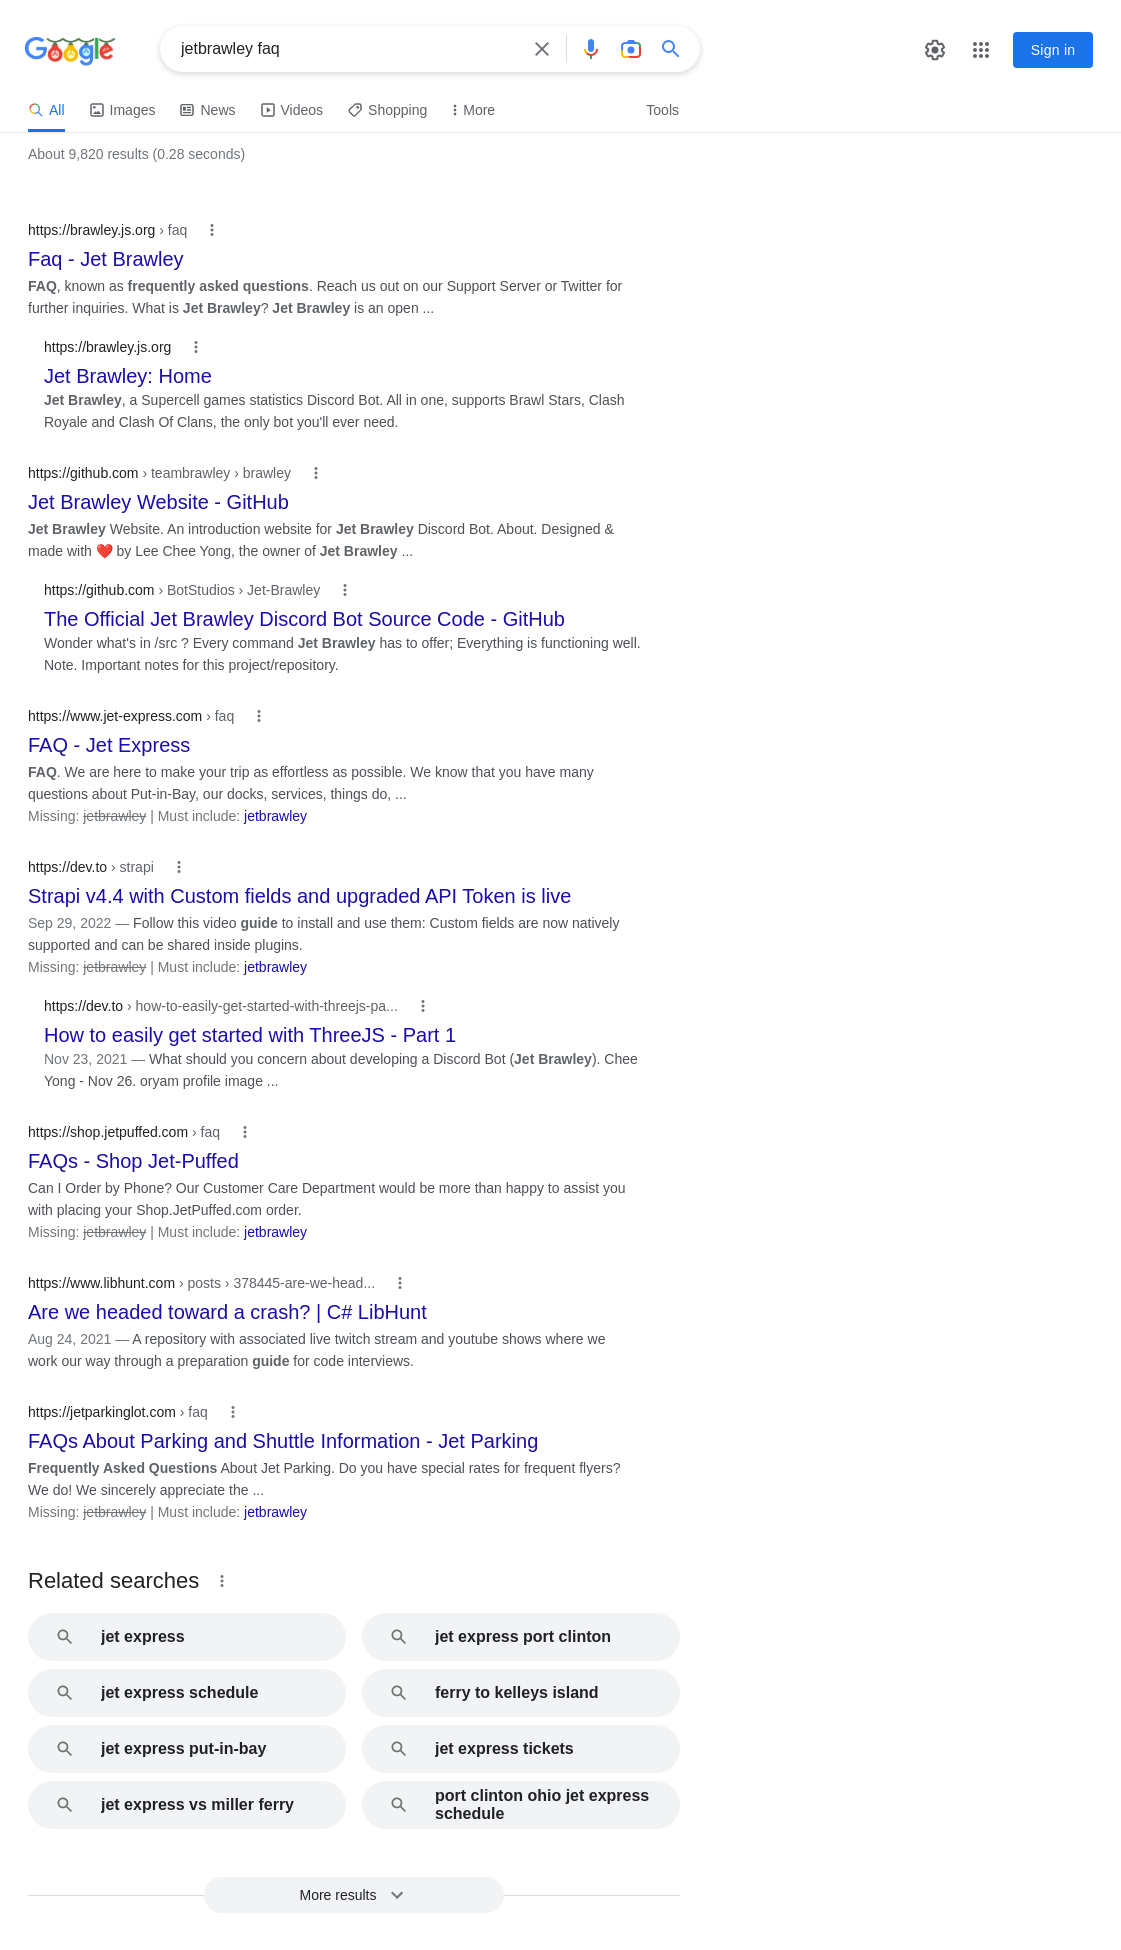 Google
jetbrawley faq
Sign in
All
Images
News
Videos
Shopping
More
Tools
About 9,820 results (0.28 seconds)
https://brawley.js.org › faq
Faq - Jet Brawley
FAQ, known as frequently asked questions. Reach us out on our Support Server or Twitter for
further inquiries. What is Jet Brawley? Jet Brawley is an open ...
https://brawley.js.org
Jet Brawley: Home
Jet Brawley, a Supercell games statistics Discord Bot. All in one, supports Brawl Stars, Clash
Royale and Clash Of Clans, the only bot you'll ever need.
https://github.com › teambrawley › brawley
Jet Brawley Website - GitHub
Jet Brawley Website. An introduction website for Jet Brawley Discord Bot. About. Designed &
made with ❤️ by Lee Chee Yong, the owner of Jet Brawley ...
https://github.com › BotStudios › Jet-Brawley
The Official Jet Brawley Discord Bot Source Code - GitHub
Wonder what's in /src ? Every command Jet Brawley has to offer; Everything is functioning well.
Note. Important notes for this project/repository.
https://www.jet-express.com › faq
FAQ - Jet Express
FAQ. We are here to make your trip as effortless as possible. We know that you have many
questions about Put-in-Bay, our docks, services, things do, ...
Missing: jetbrawley | Must include: jetbrawley
https://dev.to › strapi
Strapi v4.4 with Custom fields and upgraded API Token is live
Sep 29, 2022 — Follow this video guide to install and use them: Custom fields are now natively
supported and can be shared inside plugins.
Missing: jetbrawley | Must include: jetbrawley
https://dev.to › how-to-easily-get-started-with-threejs-pa...
How to easily get started with ThreeJS - Part 1
Nov 23, 2021 — What should you concern about developing a Discord Bot (Jet Brawley). Chee
Yong - Nov 26. oryam profile image ...
https://shop.jetpuffed.com › faq
FAQs - Shop Jet-Puffed
Can I Order by Phone? Our Customer Care Department would be more than happy to assist you
with placing your Shop.JetPuffed.com order.
Missing: jetbrawley | Must include: jetbrawley
https://www.libhunt.com › posts › 378445-are-we-head...
Are we headed toward a crash? | C# LibHunt
Aug 24, 2021 — A repository with associated live twitch stream and youtube shows where we
work our way through a preparation guide for code interviews.
https://jetparkinglot.com › faq
FAQs About Parking and Shuttle Information - Jet Parking
Frequently Asked Questions About Jet Parking. Do you have special rates for frequent flyers?
We do! We sincerely appreciate the ...
Missing: jetbrawley | Must include: jetbrawley
Related searches
jet express
jet express port clinton
jet express schedule
ferry to kelleys island
jet express put-in-bay
jet express tickets
jet express vs miller ferry
port clinton ohio jet express
schedule
More results